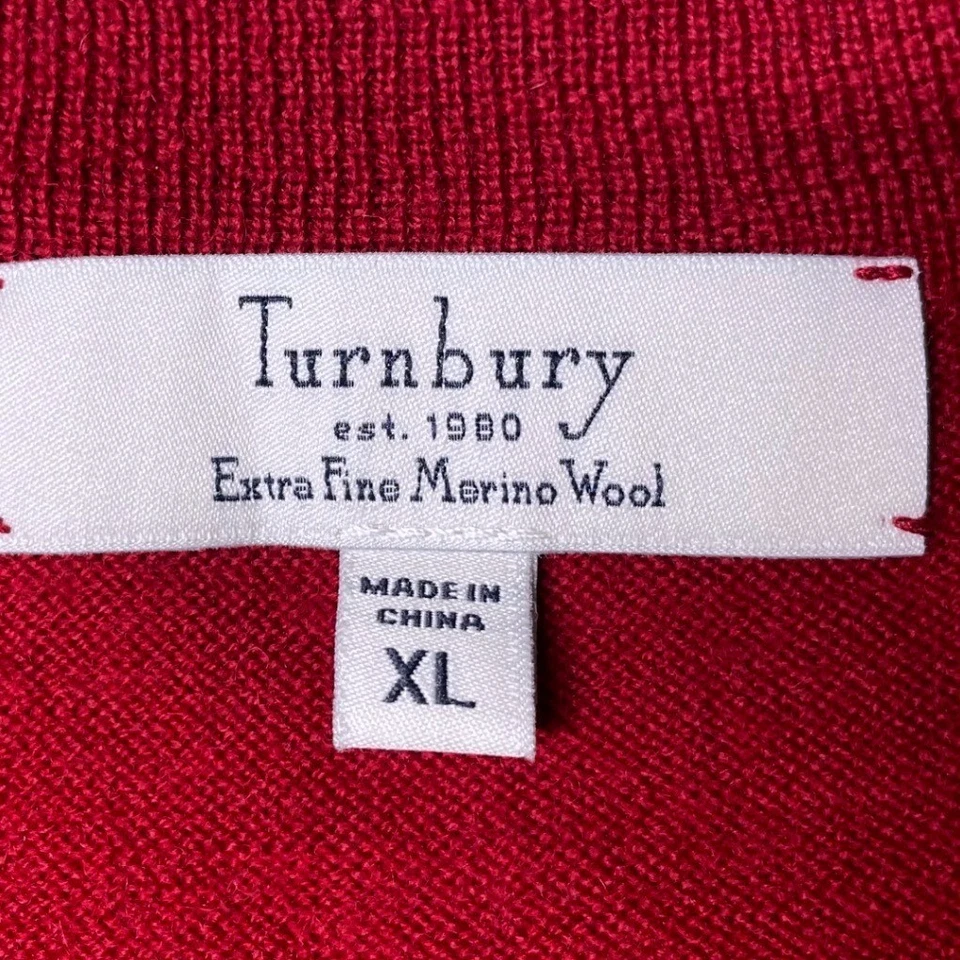 Turnbury
est. 1980
Extra Fine Merino Wool
MADE IN
CHINA
XL